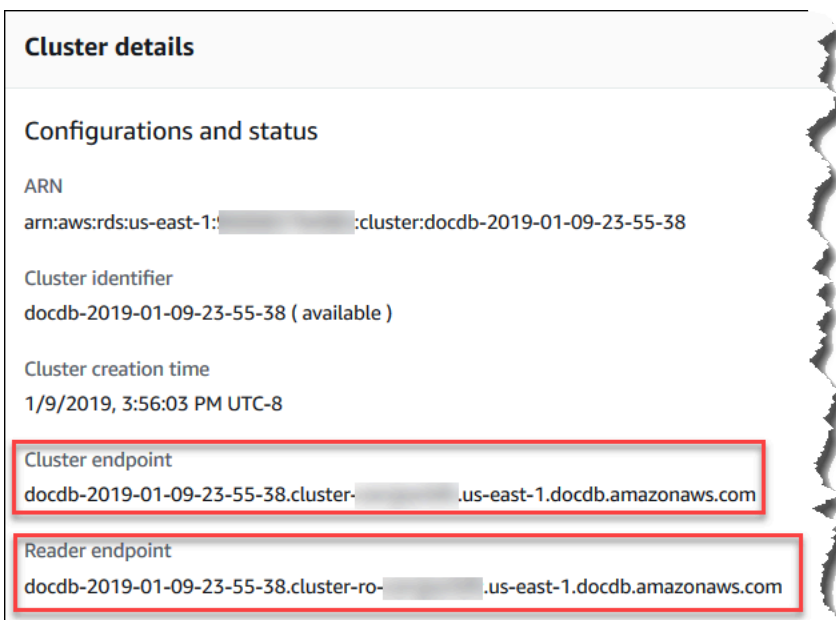 Cluster details
Configurations and status
ARN
arn:aws:rds:us-east-1: :cluster:docdb-2019-01-09-23-55-38
Cluster identifier
docdb-2019-01-09-23-55-38 ( available )
Cluster creation time
1/9/2019, 3:56:03 PM UTC-8
Cluster endpoint
docdb-2019-01-09-23-55-38.cluster- .us-east-1.docdb.amazonaws.com
Reader endpoint
docdb-2019-01-09-23-55-38.cluster-ro- .us-east-1.docdb.amazonaws.com